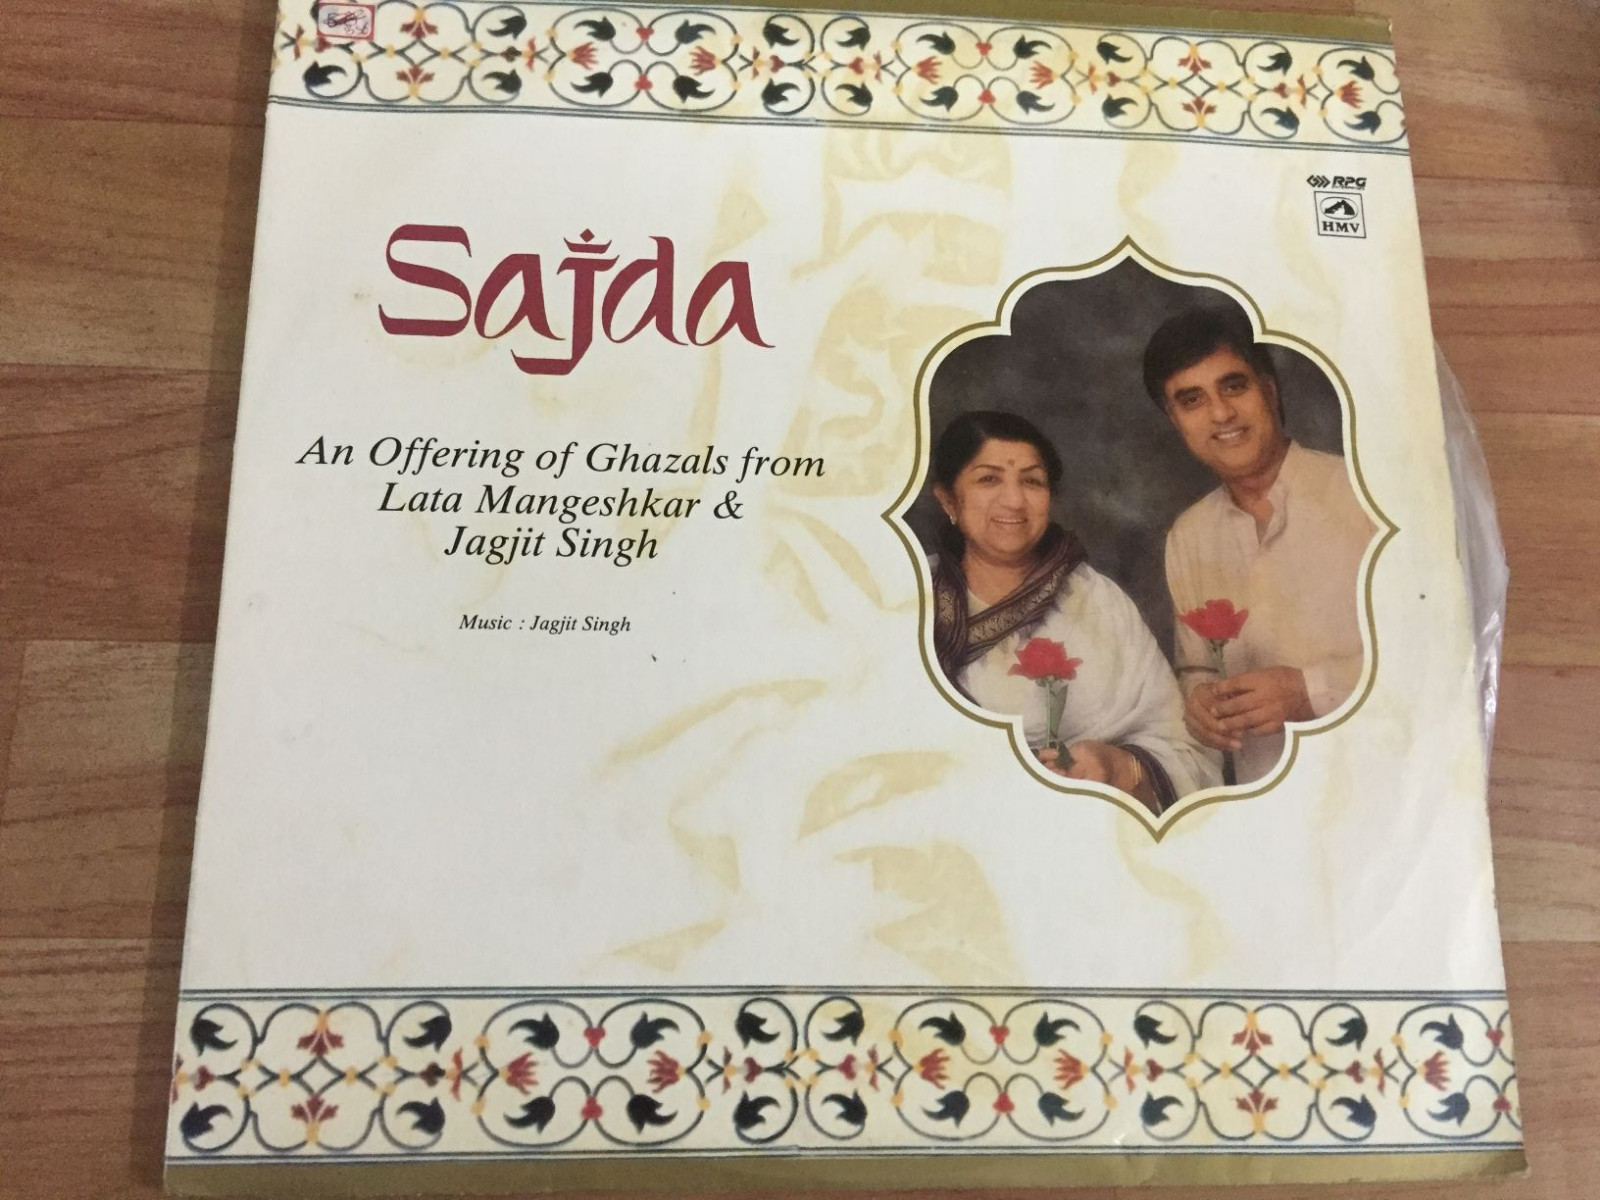 RPG
HMV
Sajda
An Offering of Ghazals from
Lata Mangeshkar &
Jagjit Singh
Music : Jagjit Singh